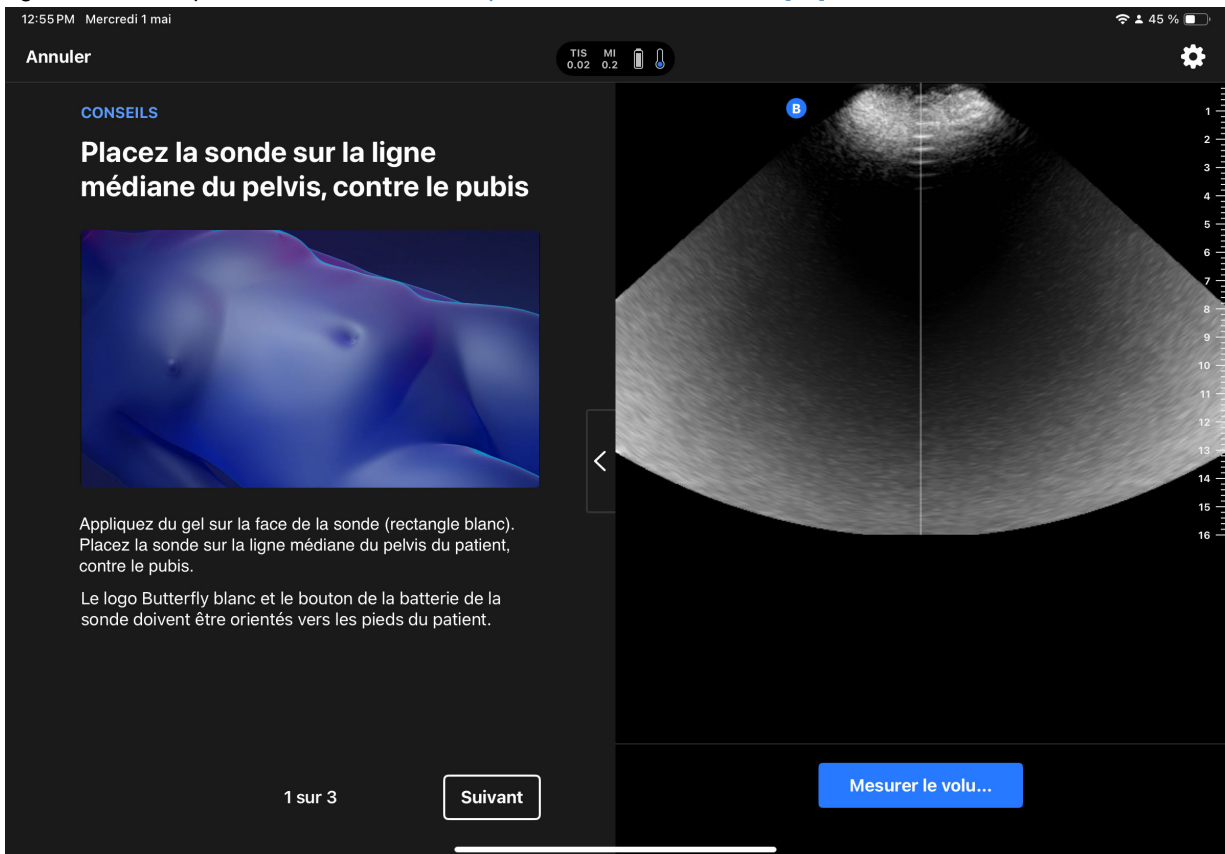 12:55 PM Mercredi 1 mai
45 %
Annuler
TIS MI
0.02 0.2
CONSEILS
Placez la sonde sur la ligne
médiane du pelvis, contre le pubis
Appliquez du gel sur la face de la sonde (rectangle blanc).
Placez la sonde sur la ligne médiane du pelvis du patient,
contre le pubis.
Le logo Butterfly blanc et le bouton de la batterie de la
sonde doivent être orientés vers les pieds du patient.
1 sur 3
Suivant
B
1
2
3
4
5
6
7
8
9
10
11
12
13
14
15
16
Mesurer le volu...